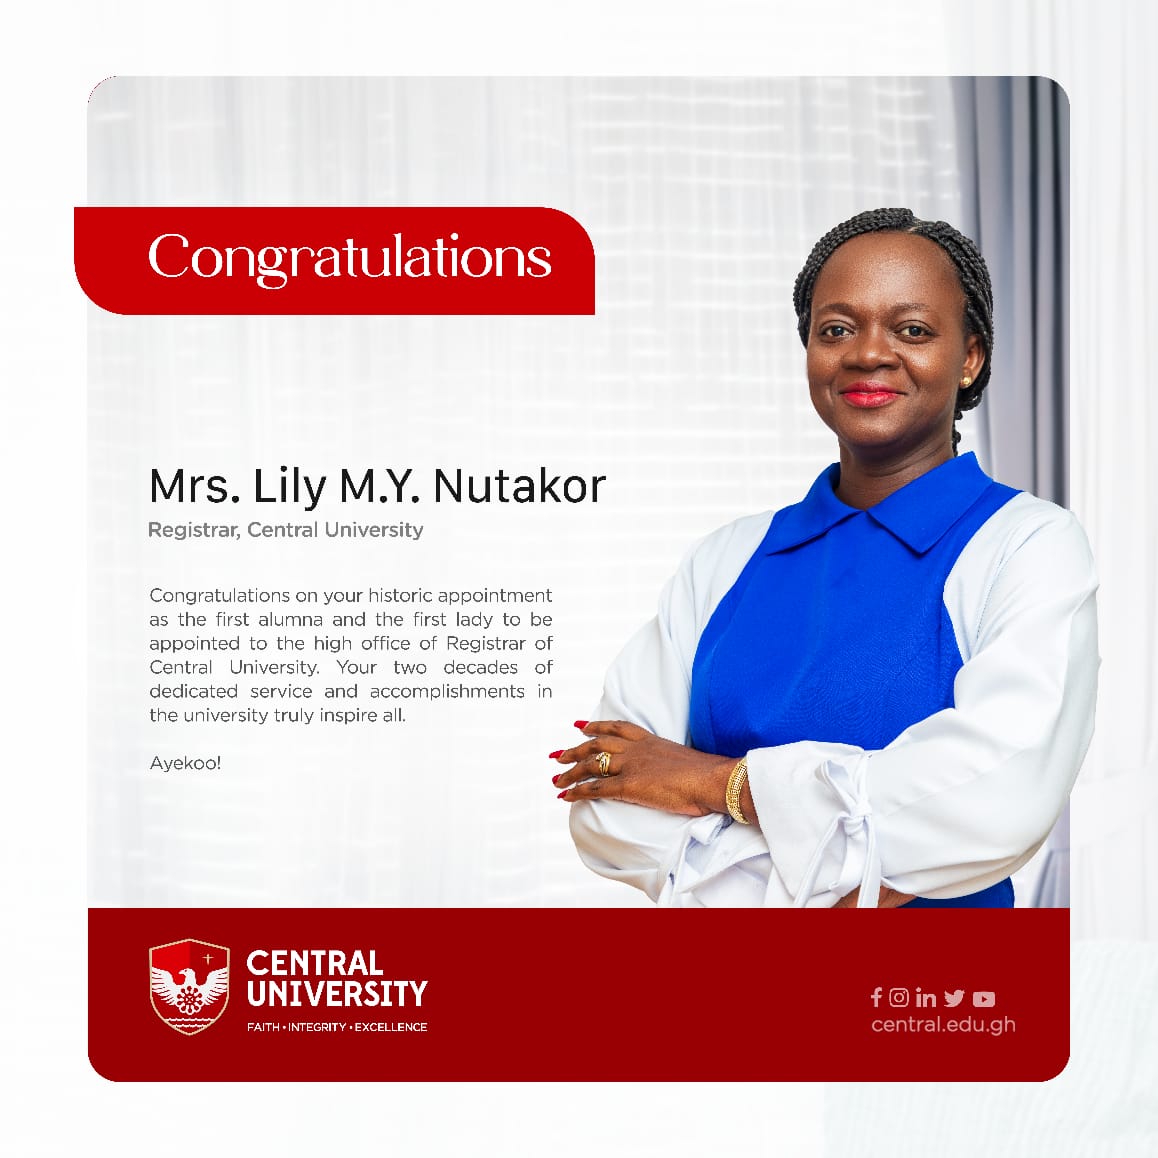 Congratulations
Mrs. Lily M.Y. Nutakor
Registrar, Central University
Congratulations on your historic appointment
as the first alumna and the first lady to be
appointed to the high office of Registrar of
Central University. Your two decades of
dedicated service and accomplishments in
the university truly inspire all.
Ayekoo!
CENTRAL
UNIVERSITY
FAITH • INTEGRITY • EXCELLENCE
central.edu.gh